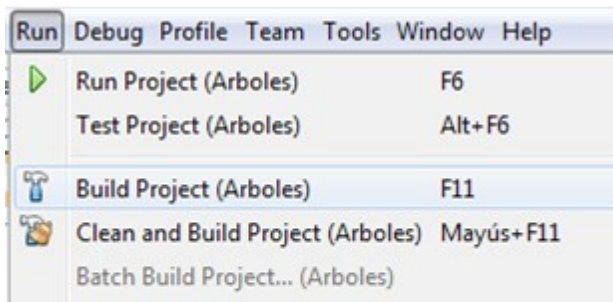 Run Debug Profile Team Tools Window Help
Run Project (Arboles) F6
Test Project (Arboles) Alt+F6
Build Project (Arboles) F11
Clean and Build Project (Arboles) Mayús+F11
Batch Build Project... (Arboles)